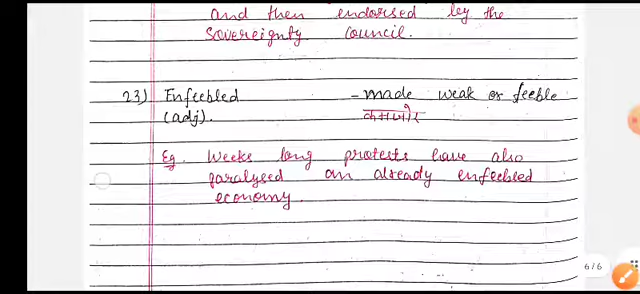 and then endorsed by the
sovereignty council.
23) Enfeebled - made weak or feeble
(adj). कमजोर
Eg. Weeks long protests have also
paralysed an already enfeebled
economy.
6/6